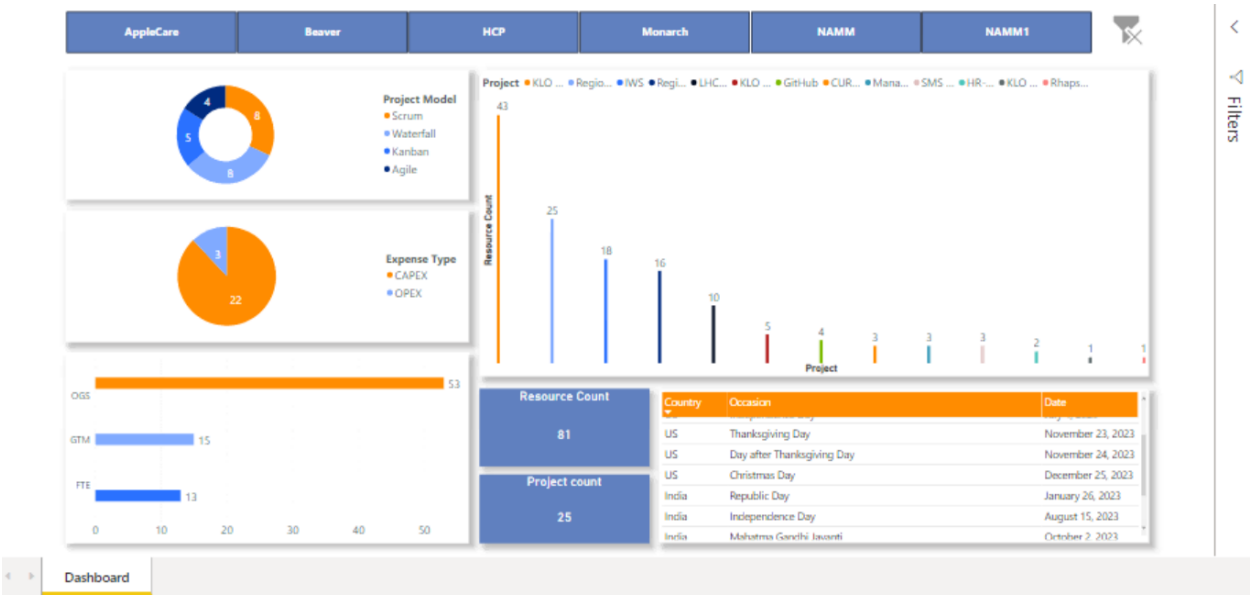 AppleCare Beaver HCP Monarch NAMM NAMM1
Filters
Project Model
Scrum
Waterfall
Kanban
Agile
8
8
5
4
Expense Type
CAPEX
OPEX
3
22
OGS 53
GTM 15
FTE 13
0 10 20 30 40 50
Project KLO ... Regio... IWS Regi... LHC... KLO ... GitHub CUR... Mana... SMS ... HR-... KLO ... Rhaps...
Resource Count
43 25 18 16 10 5 4 3 3 3 2 1 1
Project
Resource Count
81
Project count
25
Country Occasion Date
US Thanksgiving Day November 23, 2023
US Day after Thanksgiving Day November 24, 2023
US Christmas Day December 25, 2023
India Republic Day January 26, 2023
India Independence Day August 15, 2023
India Mahatma Gandhi Jayanti October 2, 2023
Dashboard